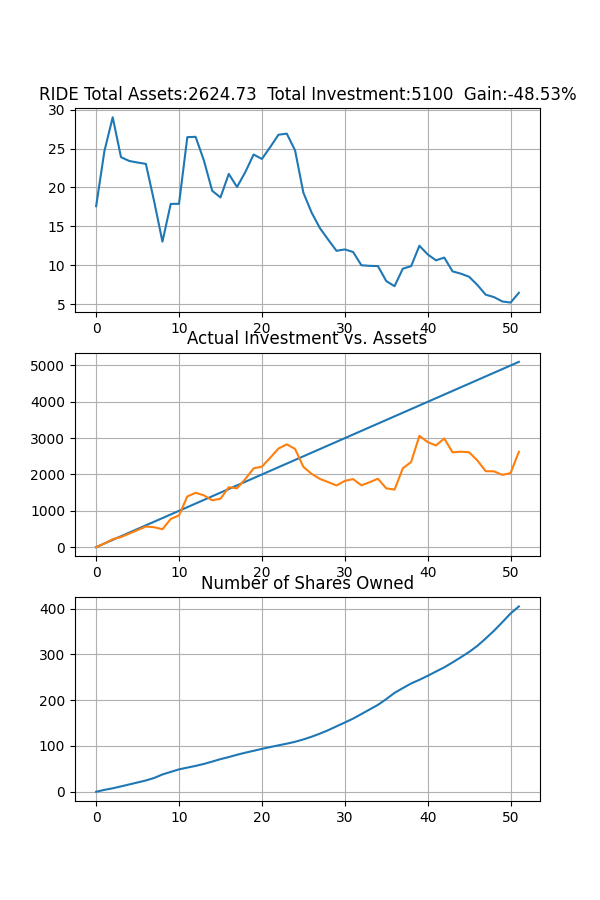 RIDE Total Assets:2624.73  Total Investment:5100  Gain:-48.53%
30
25
20
15
10
5
0 10 20 30 40 50
Actual Investment vs. Assets
5000
4000
3000
2000
1000
0
0 10 20 30 40 50
Number of Shares Owned
400
300
200
100
0
0 10 20 30 40 50